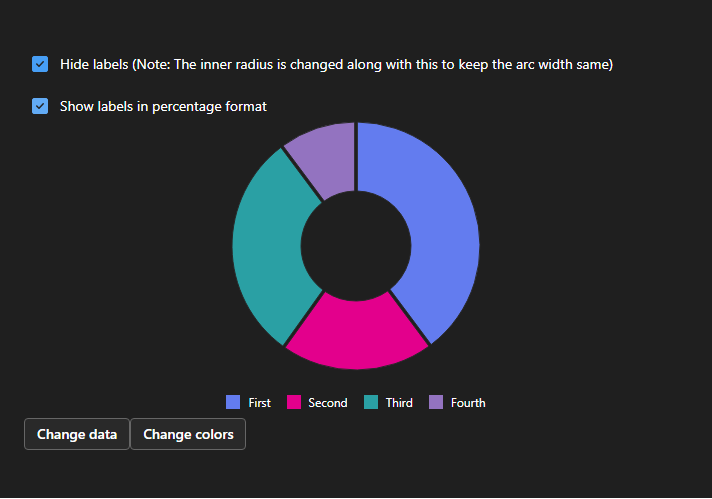 Hide labels (Note: The inner radius is changed along with this to keep the arc width same)
Show labels in percentage format
First Second Third Fourth
Change data Change colors